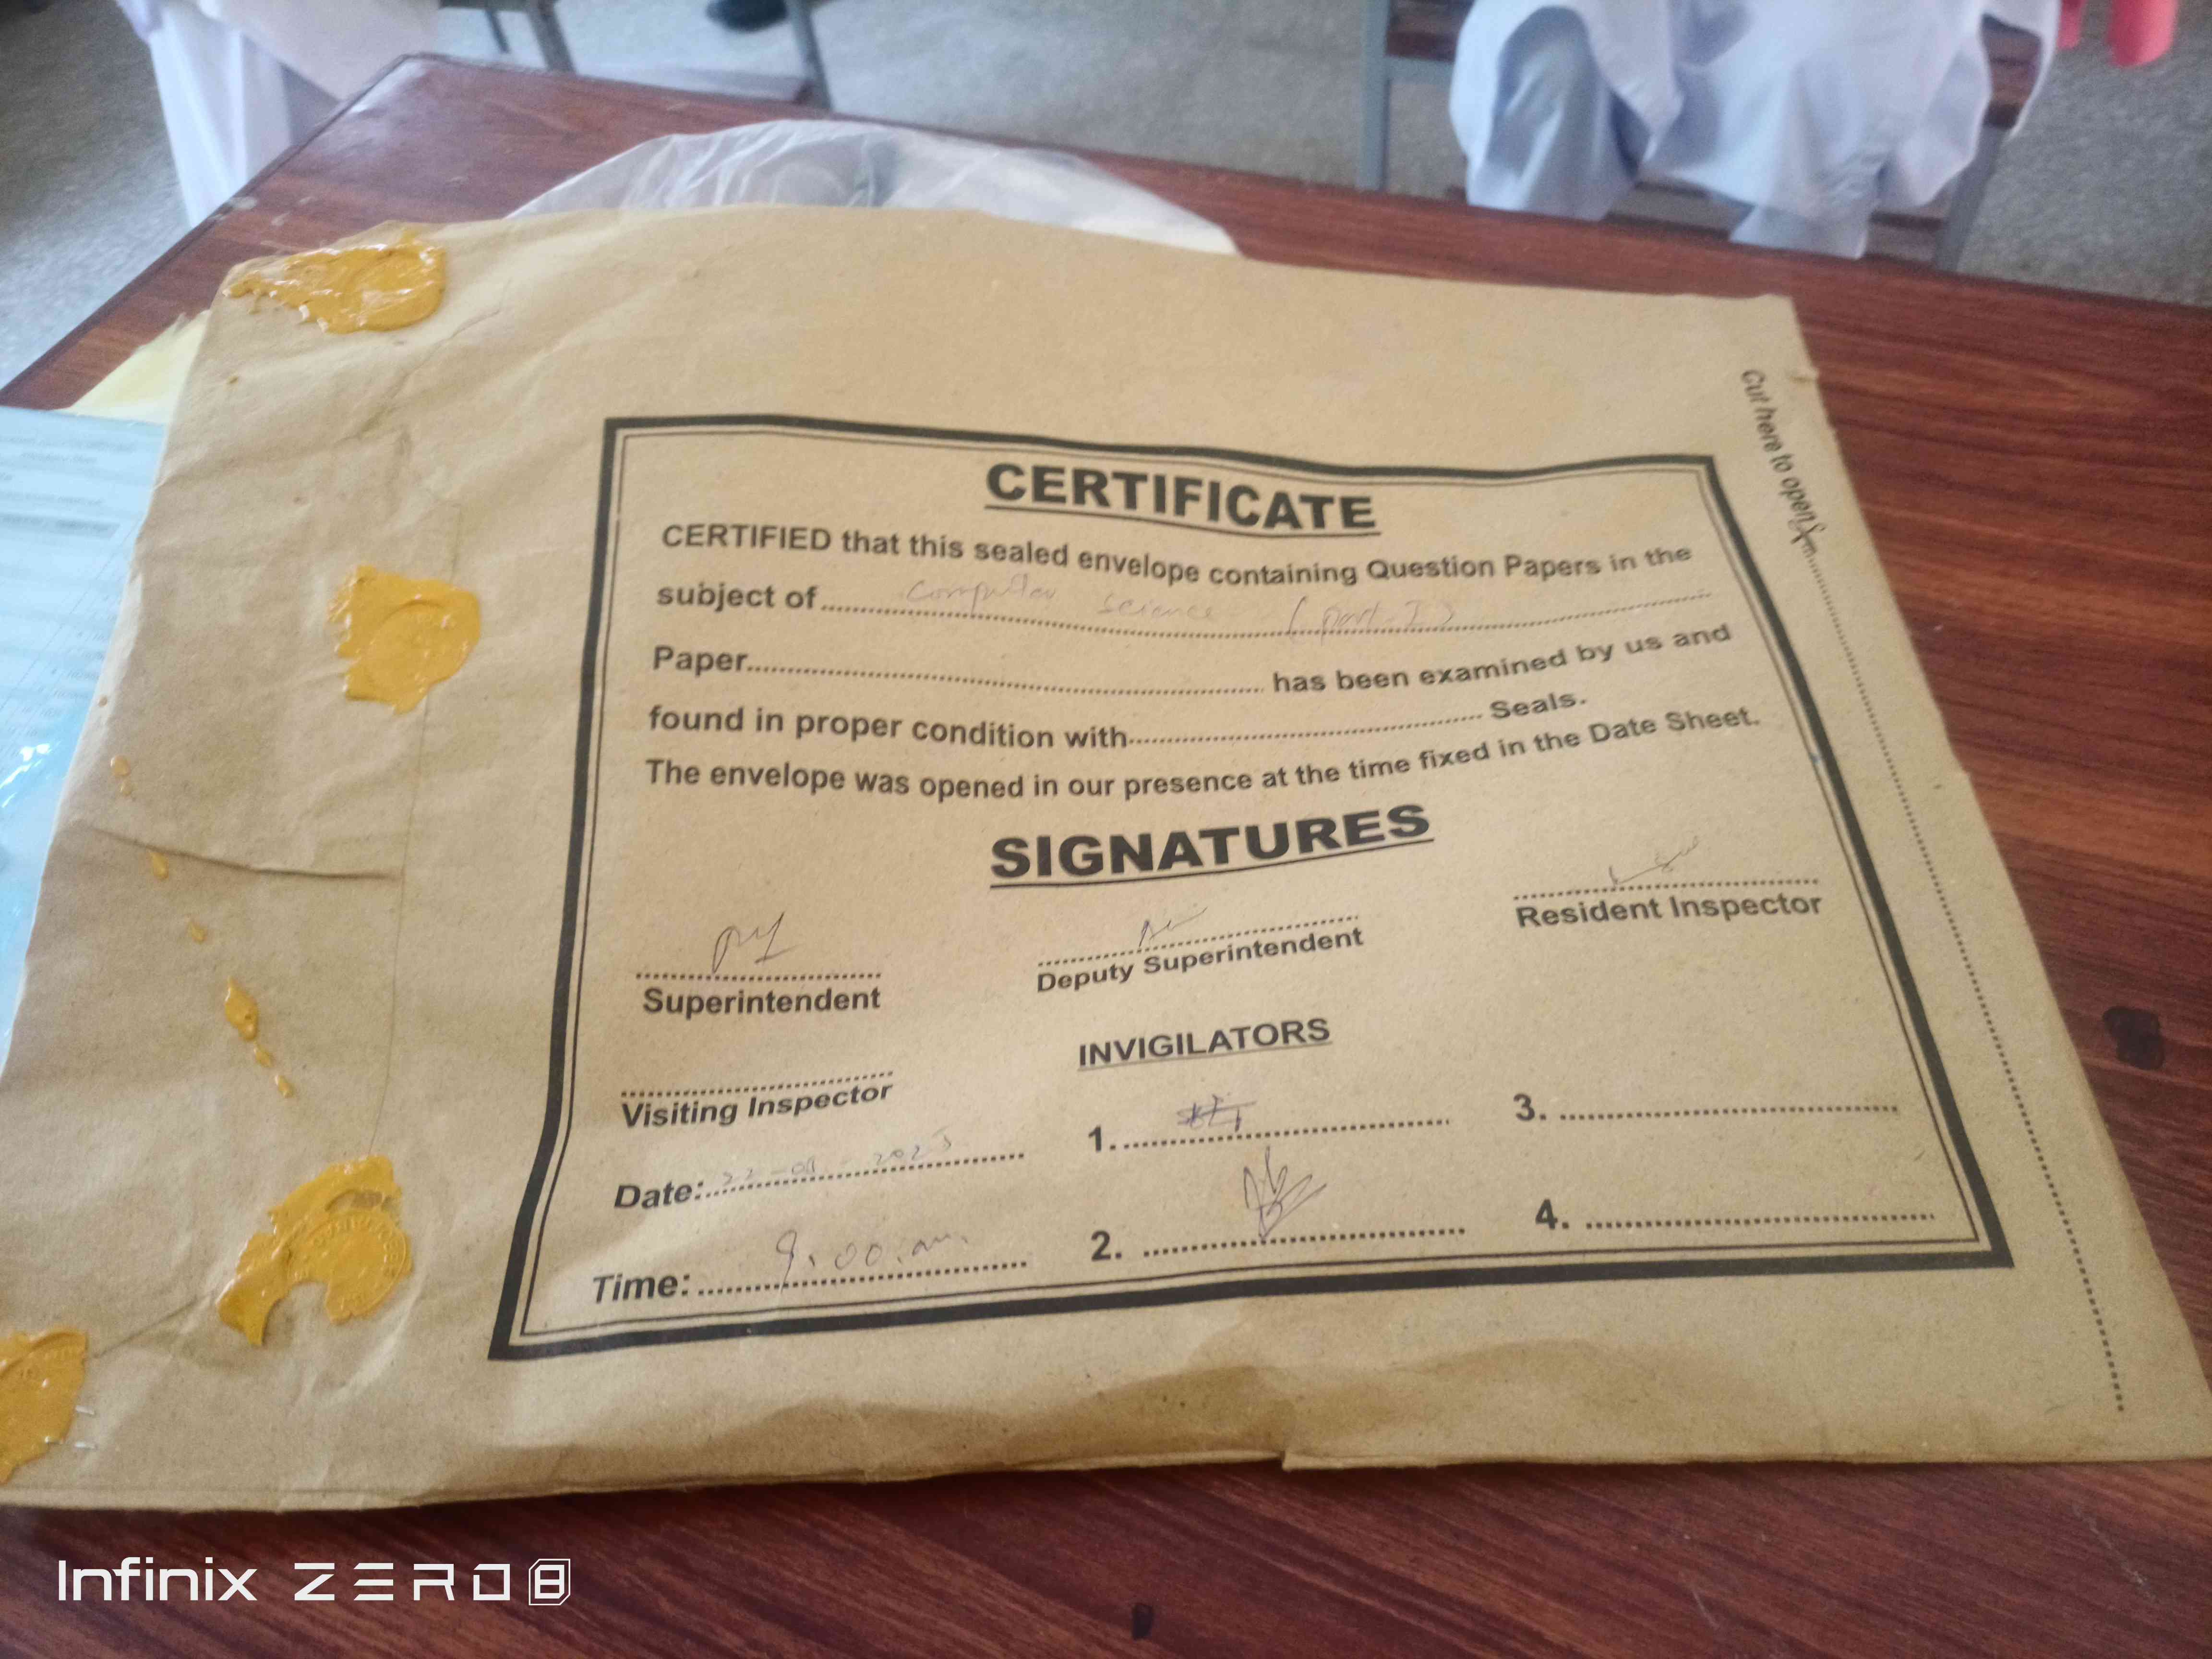 Cut here to open
CERTIFICATE
CERTIFIED that this sealed envelope containing Question Papers in the
subject of computer science (part-I)
Paper has been examined by us and
found in proper condition with Seals.
The envelope was opened in our presence at the time fixed in the Date Sheet.
SIGNATURES
Superintendent Deputy Superintendent Resident Inspector
INVIGILATORS
Visiting Inspector
1. 3.
Date: 2025
2. 4.
Time: 9.00.am.
Infinix ZERO 8